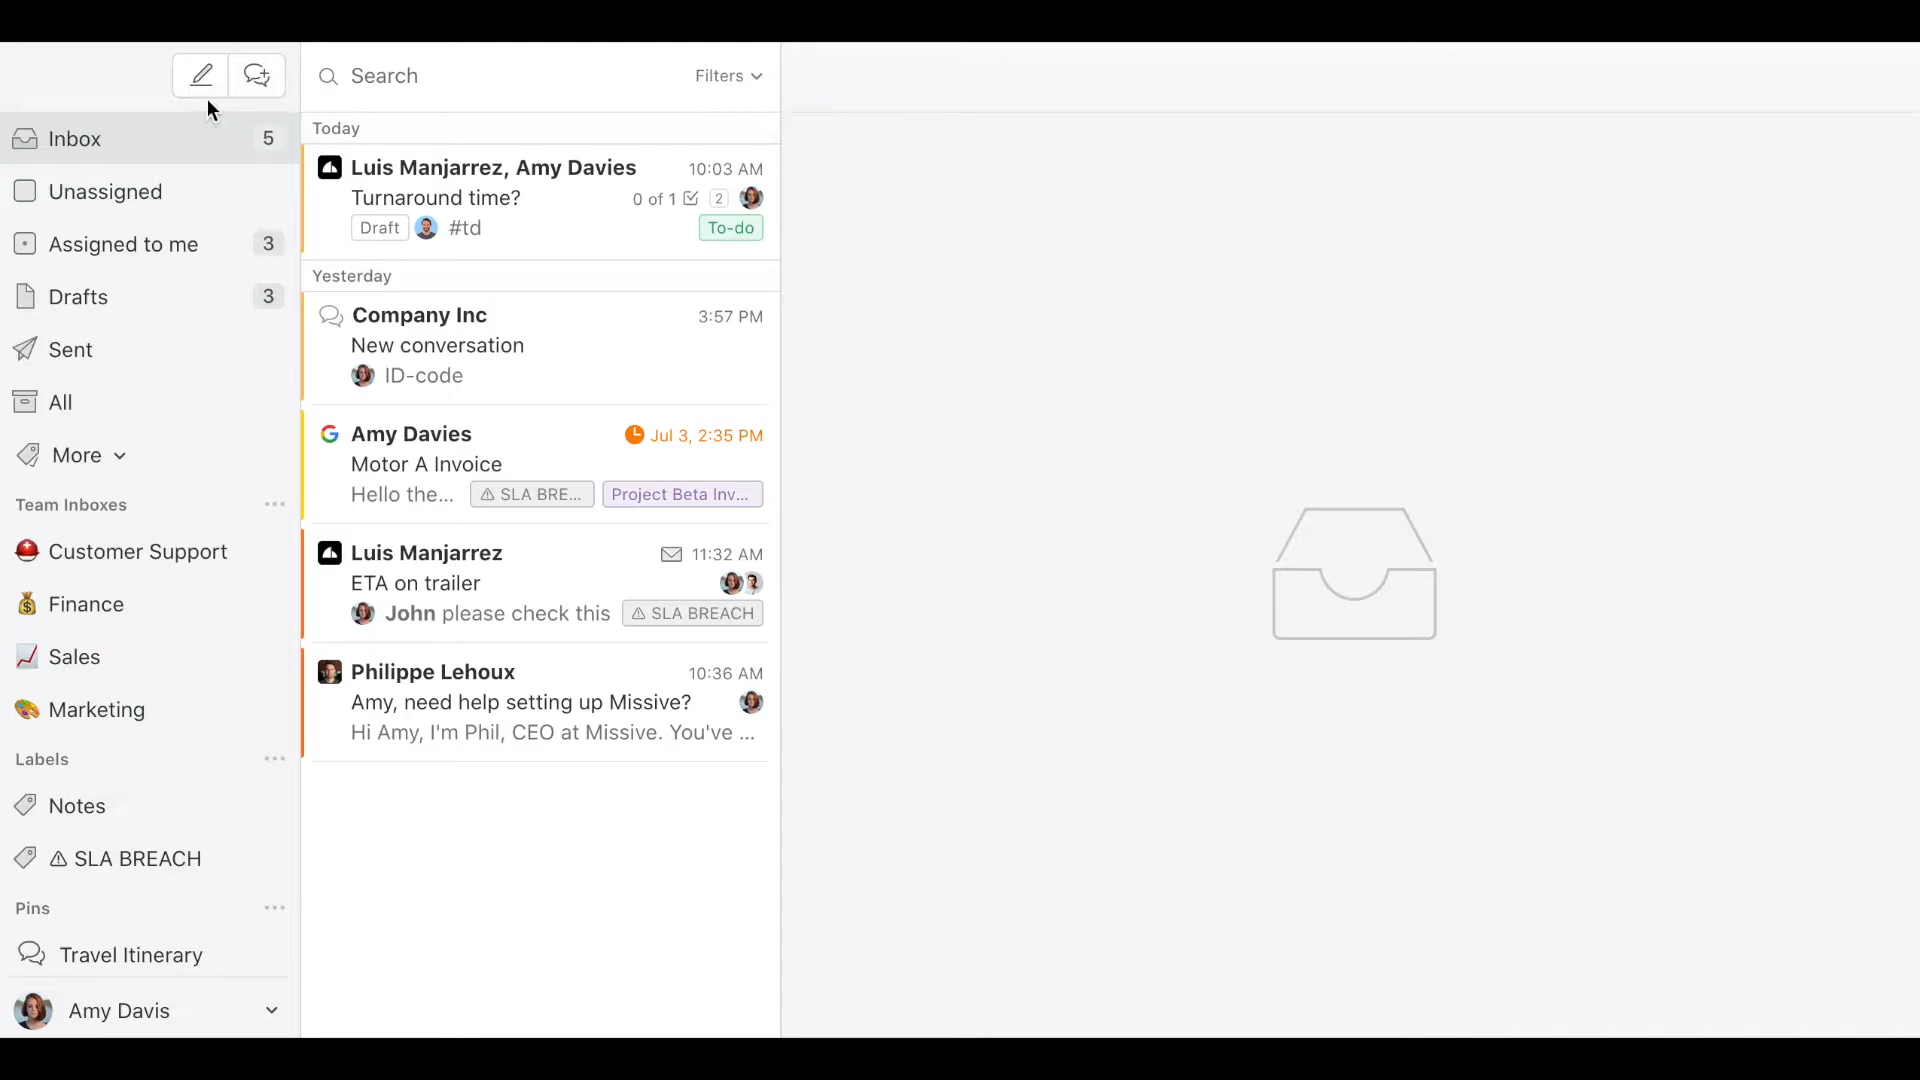 Inbox 5
Unassigned
Assigned to me 3
Drafts 3
Sent
All
More
Team Inboxes
Customer Support
Finance
Sales
Marketing
Labels
Notes
SLA BREACH
Pins
Travel Itinerary
Amy Davis
Search Filters
Today
Luis Manjarrez, Amy Davies 10:03 AM
Turnaround time? 0 of 1 2
Draft #td To-do
Yesterday
Company Inc 3:57 PM
New conversation
ID-code
Amy Davies Jul 3, 2:35 PM
Motor A Invoice
Hello the... SLA BRE... Project Beta Inv...
Luis Manjarrez 11:32 AM
ETA on trailer
John please check this SLA BREACH
Philippe Lehoux 10:36 AM
Amy, need help setting up Missive?
Hi Amy, I'm Phil, CEO at Missive. You've ...